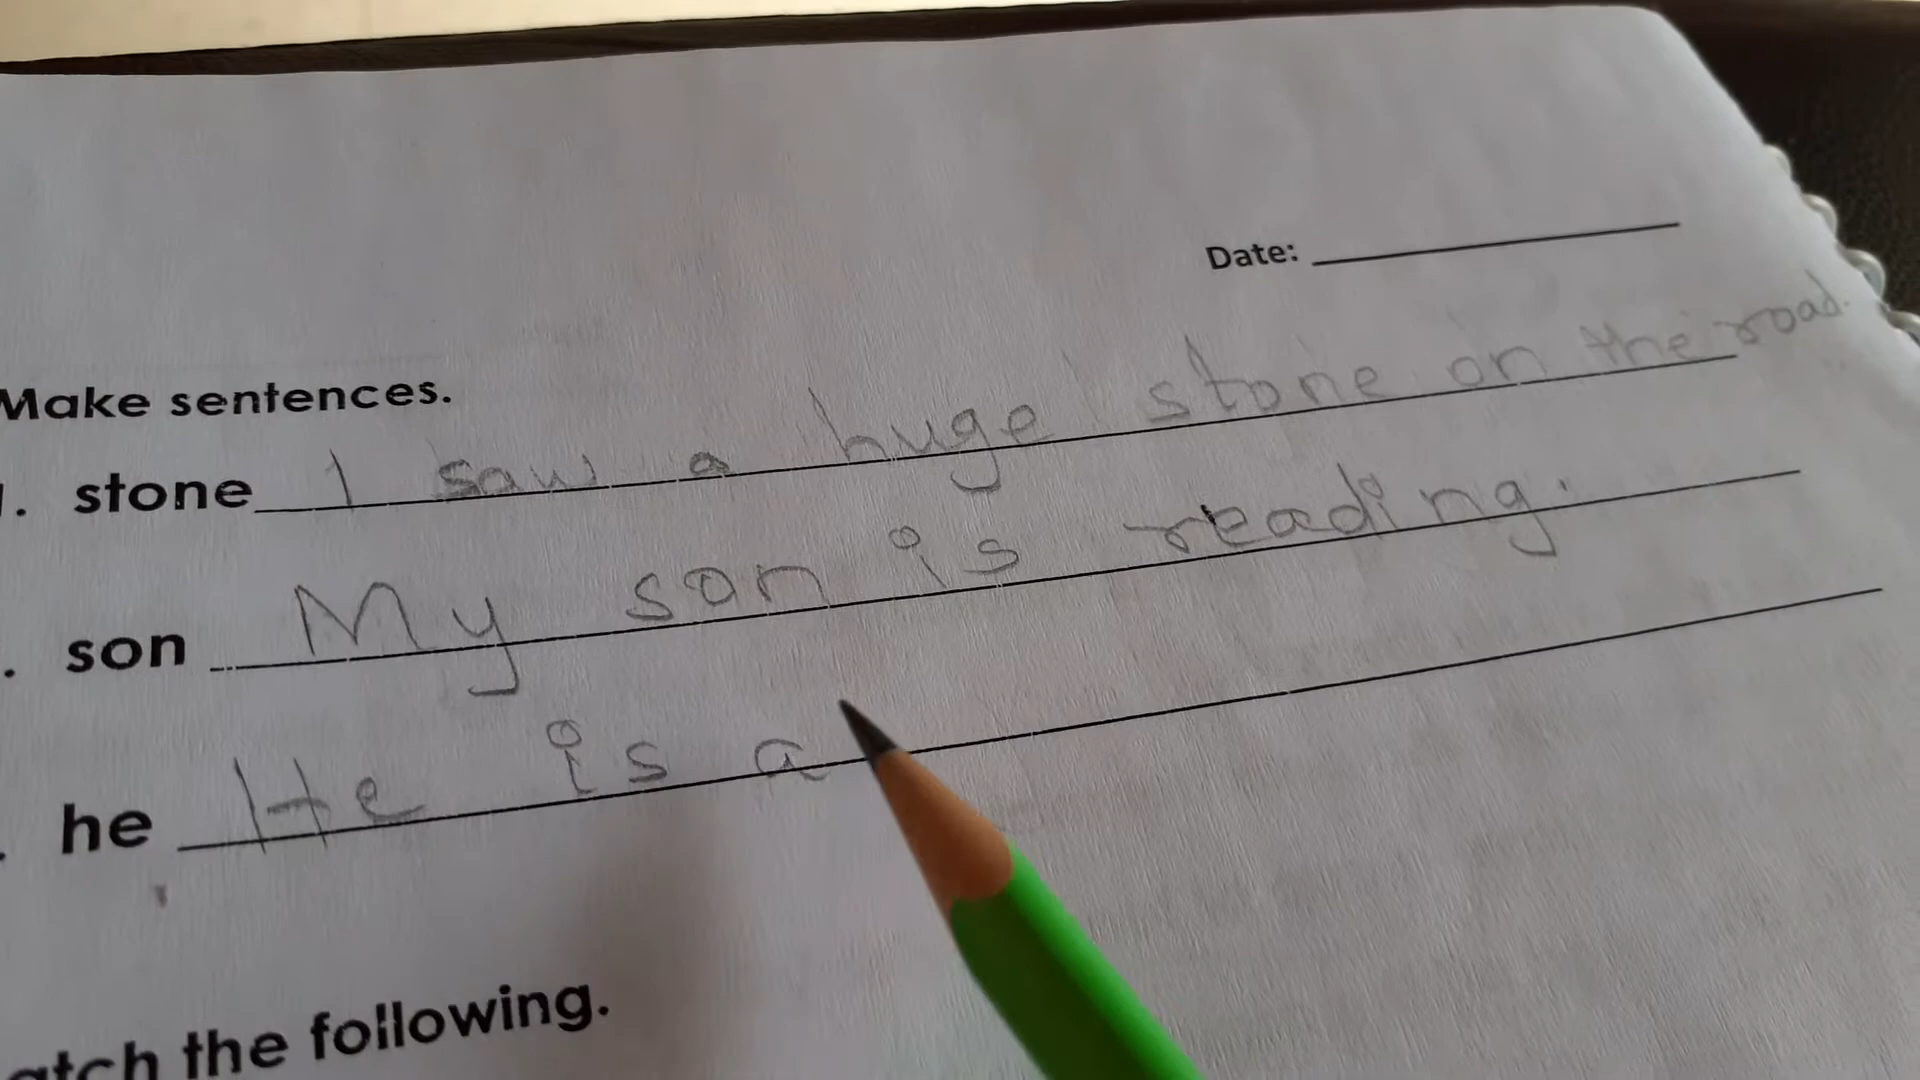 Date:
Make sentences.
. stone I saw a huge stone on the road.
. son My son is reading.
. he He is a
the following.